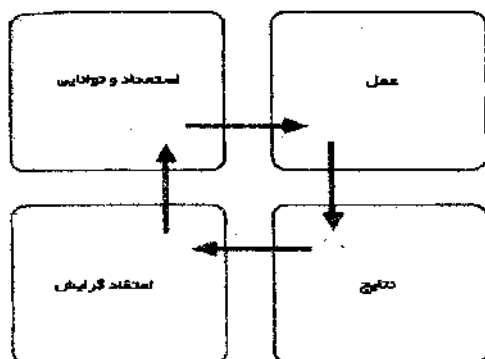 استعداد و توانایی
عمل
اعتقاد گرایش
نتایج